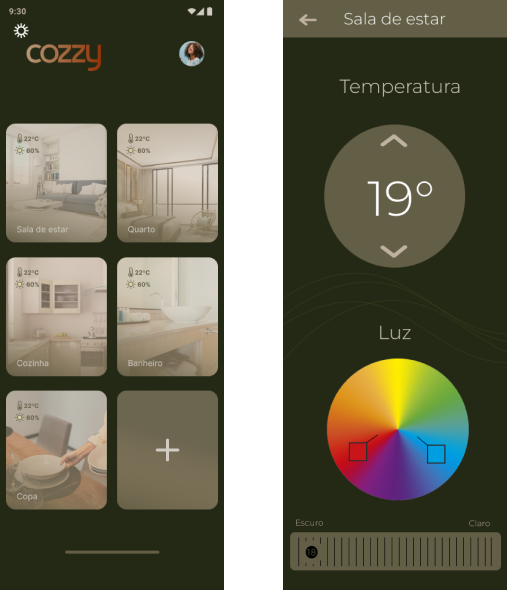 9:30
cozzy
22°C
60%
Sala de estar
22°C
60%
Quarto
22°C
60%
Cozinha
22°C
60%
Banheiro
22°C
60%
Copa
Sala de estar
Temperatura
19°
Luz
Escuro
Claro
18